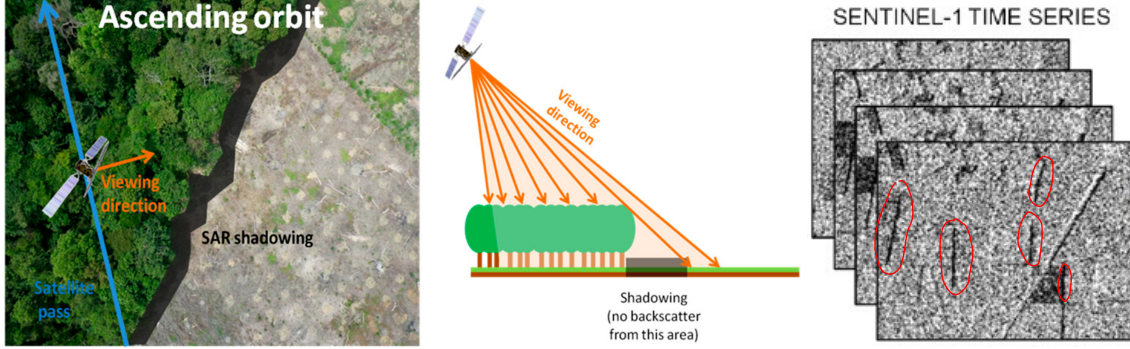 Ascending orbit
Viewing
direction
SAR shadowing
Satellite
pass
Viewing
direction
Shadowing
(no backscatter
from this area)
SENTINEL-1 TIME SERIES